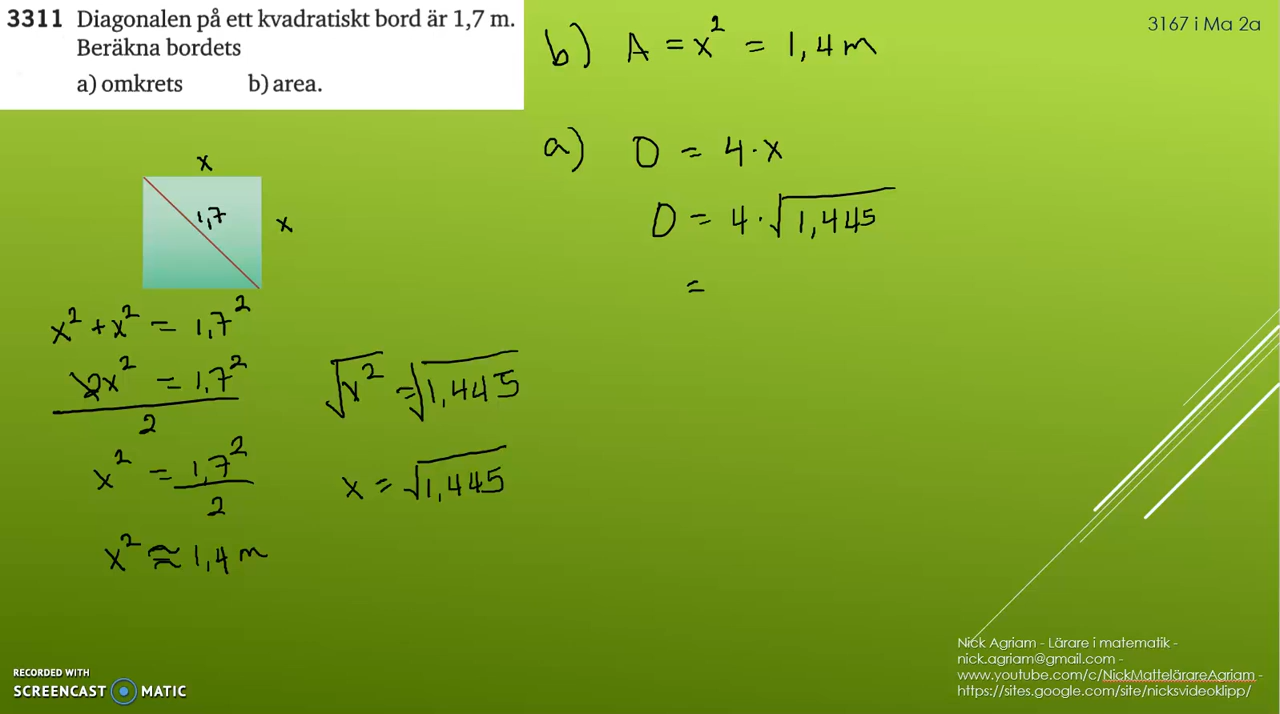 3311 Diagonalen på ett kvadratiskt bord är 1,7 m.
Beräkna bordets
a) omkrets b) area.
3167 i Ma 2a
b) A = x² = 1,4 m
a) O = 4 · x
O = 4 · √1,445
=
x
1,7
x
x² + x² = 1,7²
2x² = 1,7²
2
x² = 1,7²
2
x² ≈ 1,4 m
√x² = √1,445
x = √1,445
RECORDED WITH
SCREENCAST MATIC
Nick Agriam - Lärare i matematik -
nick.agriam@gmail.com -
www.youtube.com/c/NickMattelärareAgriam -
https://sites.google.com/site/nicksvideoklipp/